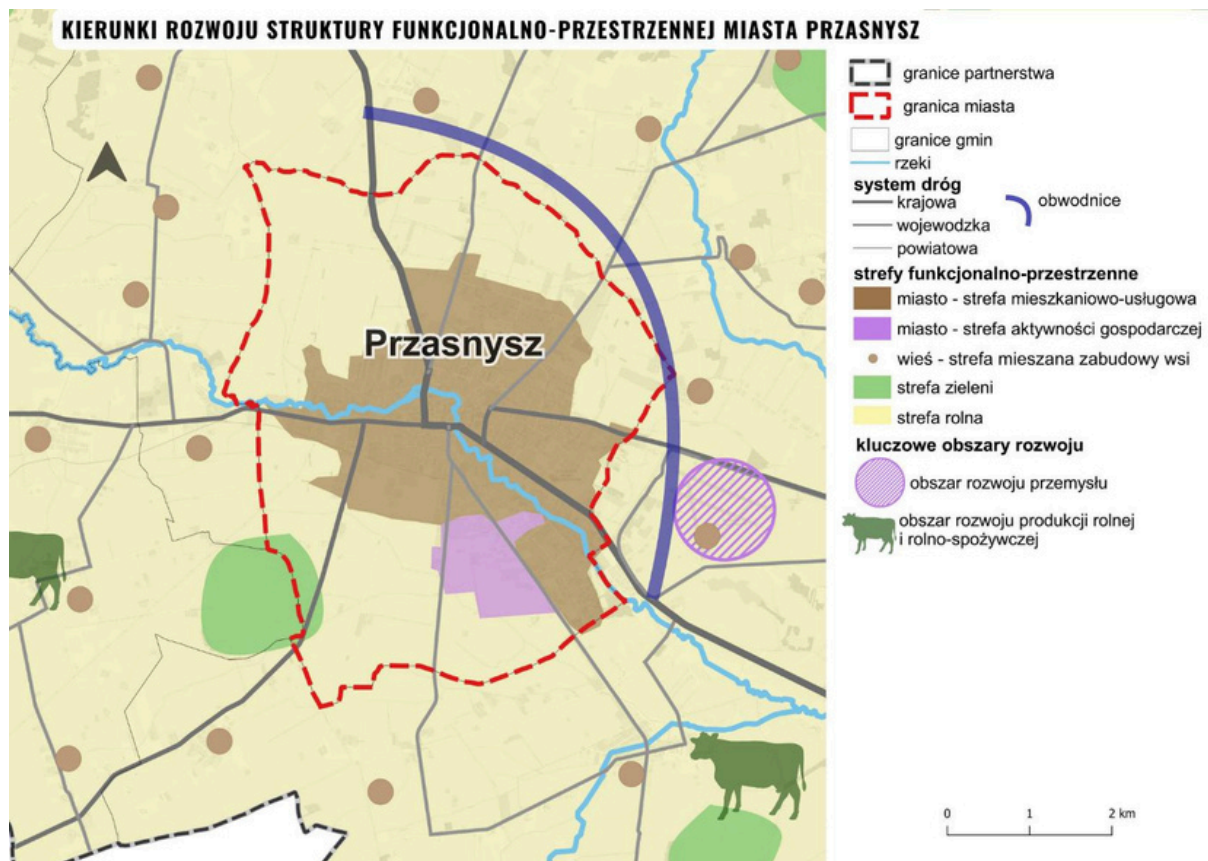 KIERUNKI ROZWOJU STRUKTURY FUNKCJONALNO-PRZESTRZENNEJ MIASTA PRZASNYSZ
Przasnysz
granice partnerstwa
granica miasta
granice gmin
rzeki
system dróg
krajowa
wojewodzka
powiatowa
obwodnice
strefy funkcjonalno-przestrzenne
miasto - strefa mieszkaniowo-usługowa
miasto - strefa aktywności gospodarczej
wieś - strefa mieszana zabudowy wsi
strefa zieleni
strefa rolna
kluczowe obszary rozwoju
obszar rozwoju przemysłu
obszar rozwoju produkcji rolnej
i rolno-spożywczej
0 1 2 km